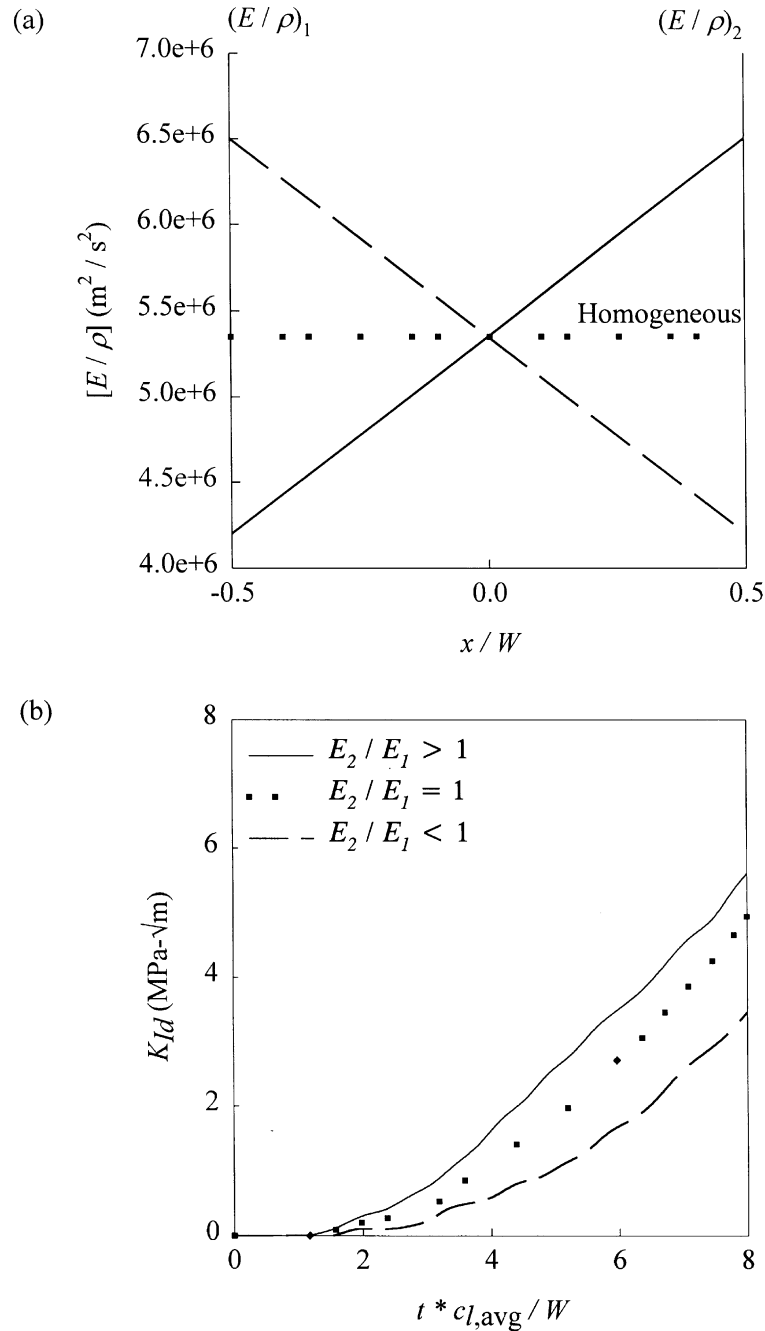 (a)
(E / ρ)₁
(E / ρ)₂
7.0e+6
6.5e+6
6.0e+6
5.5e+6
5.0e+6
4.5e+6
4.0e+6
[E / ρ] (m² / s²)
Homogeneous
-0.5
0.0
0.5
x / W
(b)
8
6
4
2
0
K_Id (MPa-√m)
E₂ / E₁ > 1
E₂ / E₁ = 1
E₂ / E₁ < 1
0
2
4
6
8
t * c_l,avg / W